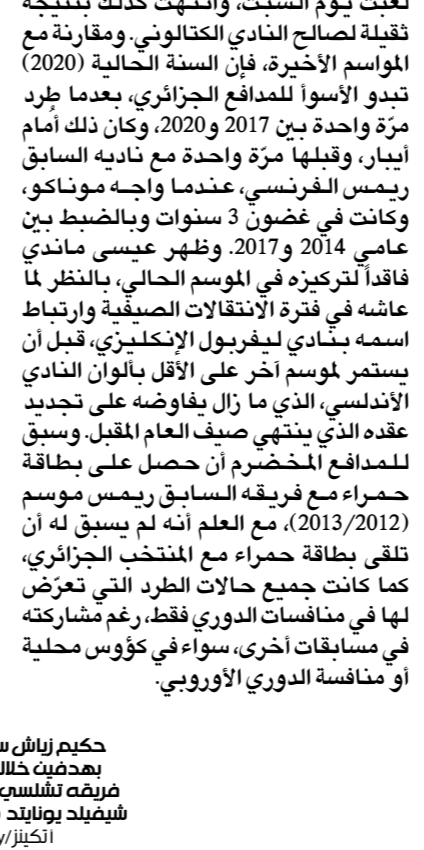 لعبت يوم السبت، وانتهت كذلك بنتيجة
ثقيلة لصالح النادي الكتالوني. ومقارنة مع
المواسم الأخيرة، فإن السنة الحالية (2020)
تبدو الأسوأ للمدافع الجزائري، بعدما طُرد
مرّة واحدة بين 2017 و2020، وكان ذلك أمام
أيبار، وقبلها مرّة واحدة مع ناديه السابق
ريمس الفرنسي، عندما واجه موناكو،
وكانت في غضون 3 سنوات وبالضبط بين
عامي 2014 و2017. وظهر عيسى ماندي
فاقداً لتركيزه في الموسم الحالي، بالنظر لما
عاشه في فترة الانتقالات الصيفية وارتباط
اسمه بنادي ليفربول الإنكليزي، قبل أن
يستمر لموسم آخر على الأقل بألوان النادي
الأندلسي، الذي ما زال يفاوضه على تجديد
عقده الذي ينتهي صيف العام المقبل. وسبق
للمدافع المخضرم أن حصل على بطاقة
حمراء مع فريقه السابق ريمس موسم
(2013/2012)، مع العلم أنه لم يسبق له أن
تلقى بطاقة حمراء مع المنتخب الجزائري،
كما كانت جميع حالات الطرد التي تعرّض
لها في منافسات الدوري فقط، رغم مشاركته
في مسابقات أخرى، سواء في كؤوس محلية
أو منافسة الدوري الأوروبي.
حكيم زياش
بهدفين خلال
فريقه تشلسي
شيفيلد يونايتد
أتكينز/